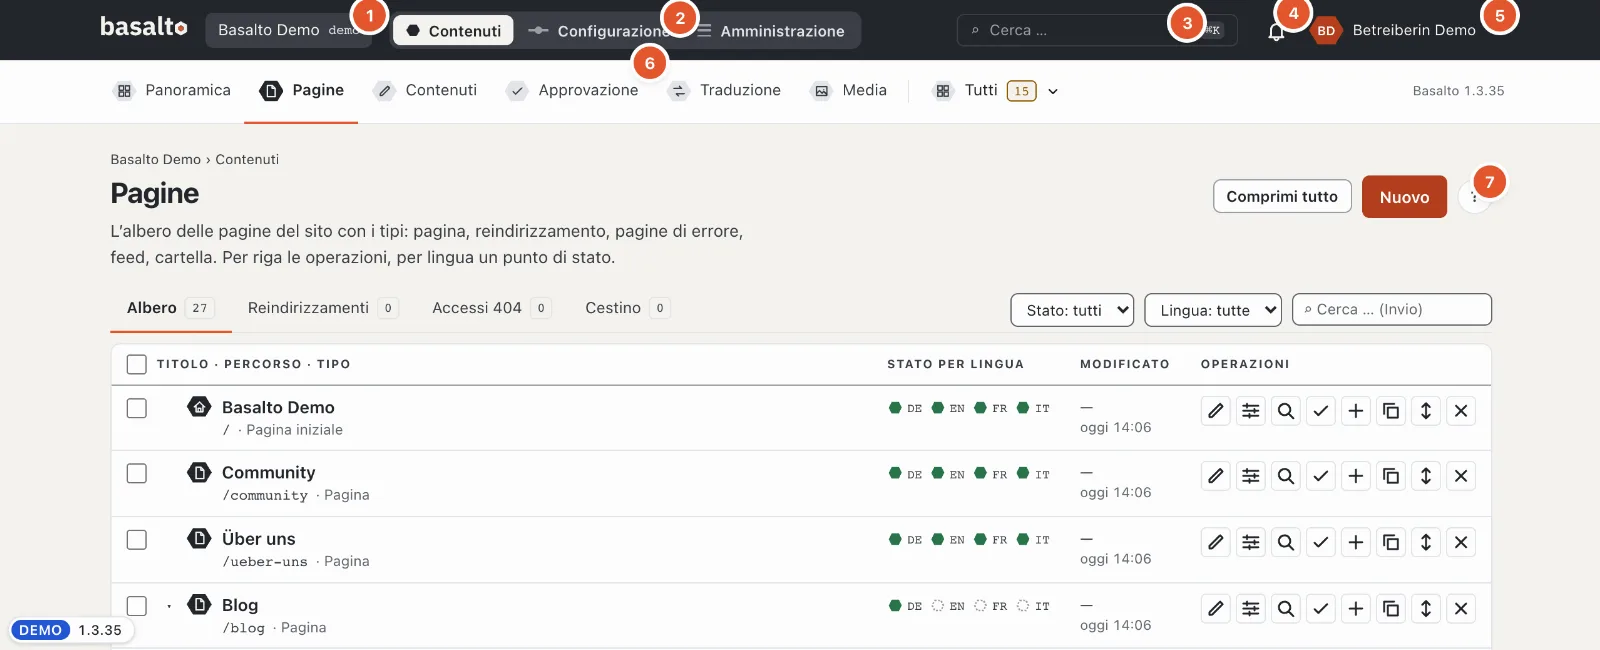 basalto Basalto Demo demo 1 Contenuti Configurazione 2 Amministrazione Cerca ... 3 ⌘K 4 BD Betreiberin Demo 5
6
Panoramica Pagine Contenuti Approvazione Traduzione Media Tutti 15 Basalto 1.3.35
Basalto Demo › Contenuti
Pagine
Comprimi tutto Nuovo 7
L'albero delle pagine del sito con i tipi: pagina, reindirizzamento, pagine di errore,
feed, cartella. Per riga le operazioni, per lingua un punto di stato.
Albero 27 Reindirizzamenti 0 Accessi 404 0 Cestino 0 Stato: tutti Lingua: tutte Cerca ... (Invio)
TITOLO · PERCORSO · TIPO STATO PER LINGUA MODIFICATO OPERAZIONI
Basalto Demo DE EN FR IT —
/ · Pagina iniziale oggi 14:06
Community DE EN FR IT —
/community · Pagina oggi 14:06
Über uns DE EN FR IT —
/ueber-uns · Pagina oggi 14:06
Blog DE EN FR IT —
/blog · Pagina oggi 14:06
DEMO 1.3.35